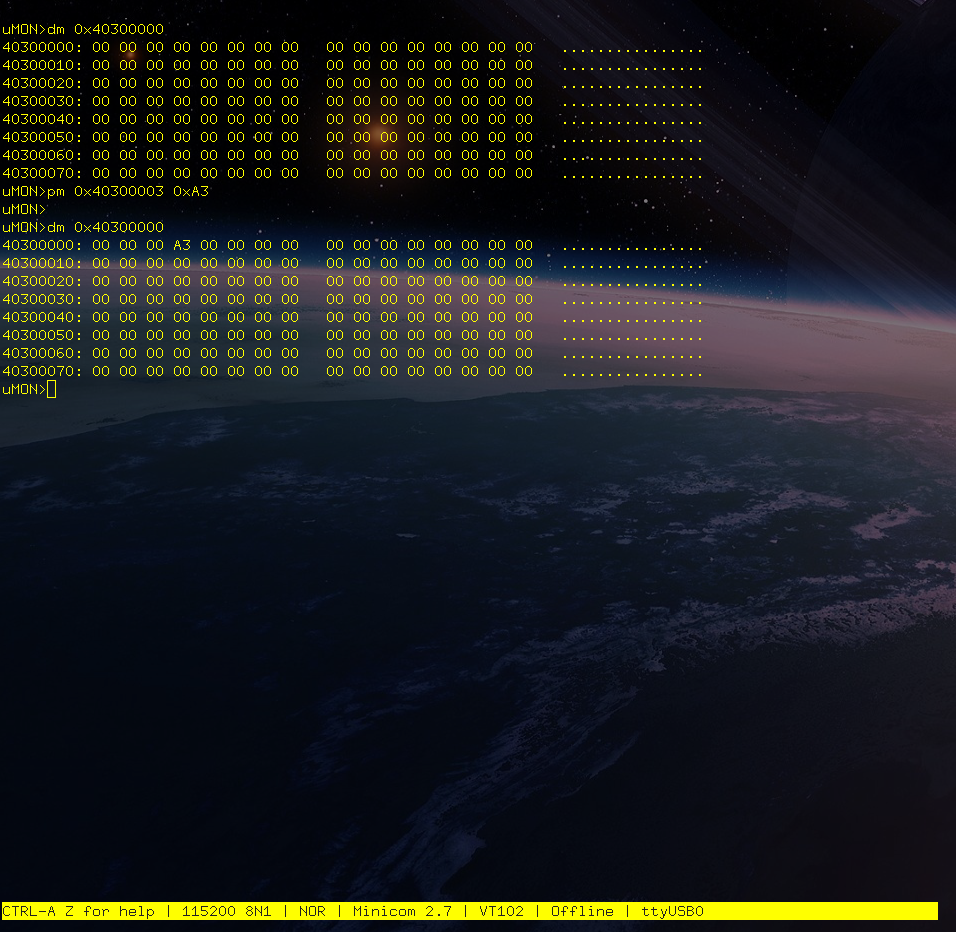 uMON>dm 0x40300000
40300000: 00 00 00 00 00 00 00 00   00 00 00 00 00 00 00 00   ................
40300010: 00 00 00 00 00 00 00 00   00 00 00 00 00 00 00 00   ................
40300020: 00 00 00 00 00 00 00 00   00 00 00 00 00 00 00 00   ................
40300030: 00 00 00 00 00 00 00 00   00 00 00 00 00 00 00 00   ................
40300040: 00 00 00 00 00 00 00 00   00 00 00 00 00 00 00 00   ................
40300050: 00 00 00 00 00 00 00 00   00 00 00 00 00 00 00 00   ................
40300060: 00 00 00 00 00 00 00 00   00 00 00 00 00 00 00 00   ................
40300070: 00 00 00 00 00 00 00 00   00 00 00 00 00 00 00 00   ................
uMON>pm 0x40300003 0xA3
uMON>
uMON>dm 0x40300000
40300000: 00 00 00 A3 00 00 00 00   00 00 00 00 00 00 00 00   ................
40300010: 00 00 00 00 00 00 00 00   00 00 00 00 00 00 00 00   ................
40300020: 00 00 00 00 00 00 00 00   00 00 00 00 00 00 00 00   ................
40300030: 00 00 00 00 00 00 00 00   00 00 00 00 00 00 00 00   ................
40300040: 00 00 00 00 00 00 00 00   00 00 00 00 00 00 00 00   ................
40300050: 00 00 00 00 00 00 00 00   00 00 00 00 00 00 00 00   ................
40300060: 00 00 00 00 00 00 00 00   00 00 00 00 00 00 00 00   ................
40300070: 00 00 00 00 00 00 00 00   00 00 00 00 00 00 00 00   ................
uMON>
CTRL-A Z for help | 115200 8N1 | NOR | Minicom 2.7 | VT102 | Offline | ttyUSB0